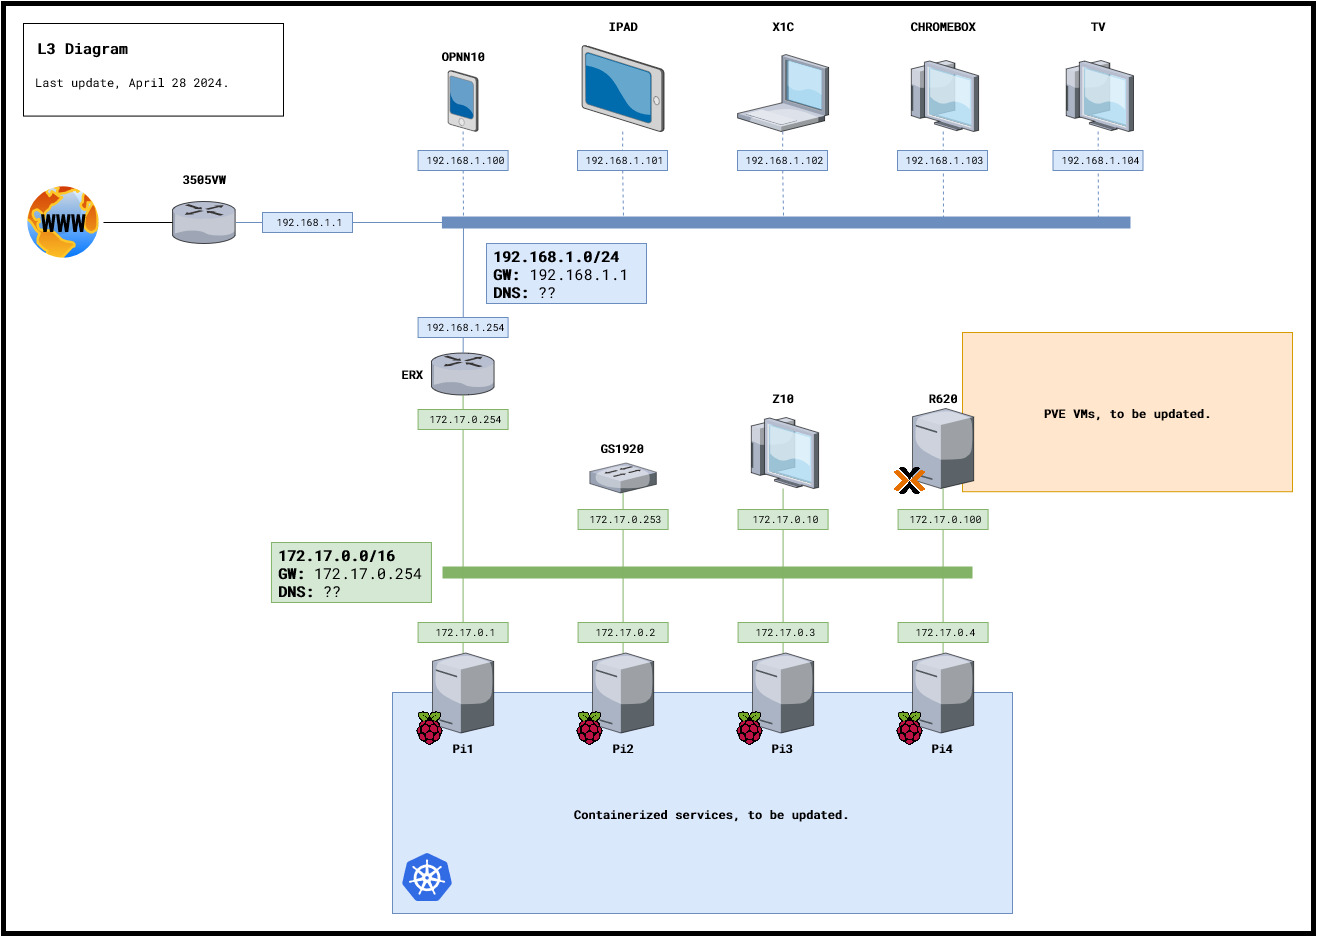 L3 Diagram
Last update, April 28 2024.
OPNN10
IPAD
X1C
CHROMEBOX
TV
192.168.1.100
192.168.1.101
192.168.1.102
192.168.1.103
192.168.1.104
WWW
3505VW
192.168.1.1
192.168.1.0/24
GW: 192.168.1.1
DNS: ??
192.168.1.254
ERX
172.17.0.254
GS1920
Z10
R620
PVE VMs, to be updated.
172.17.0.253
172.17.0.10
172.17.0.100
172.17.0.0/16
GW: 172.17.0.254
DNS: ??
172.17.0.1
172.17.0.2
172.17.0.3
172.17.0.4
Pi1
Pi2
Pi3
Pi4
Containerized services, to be updated.